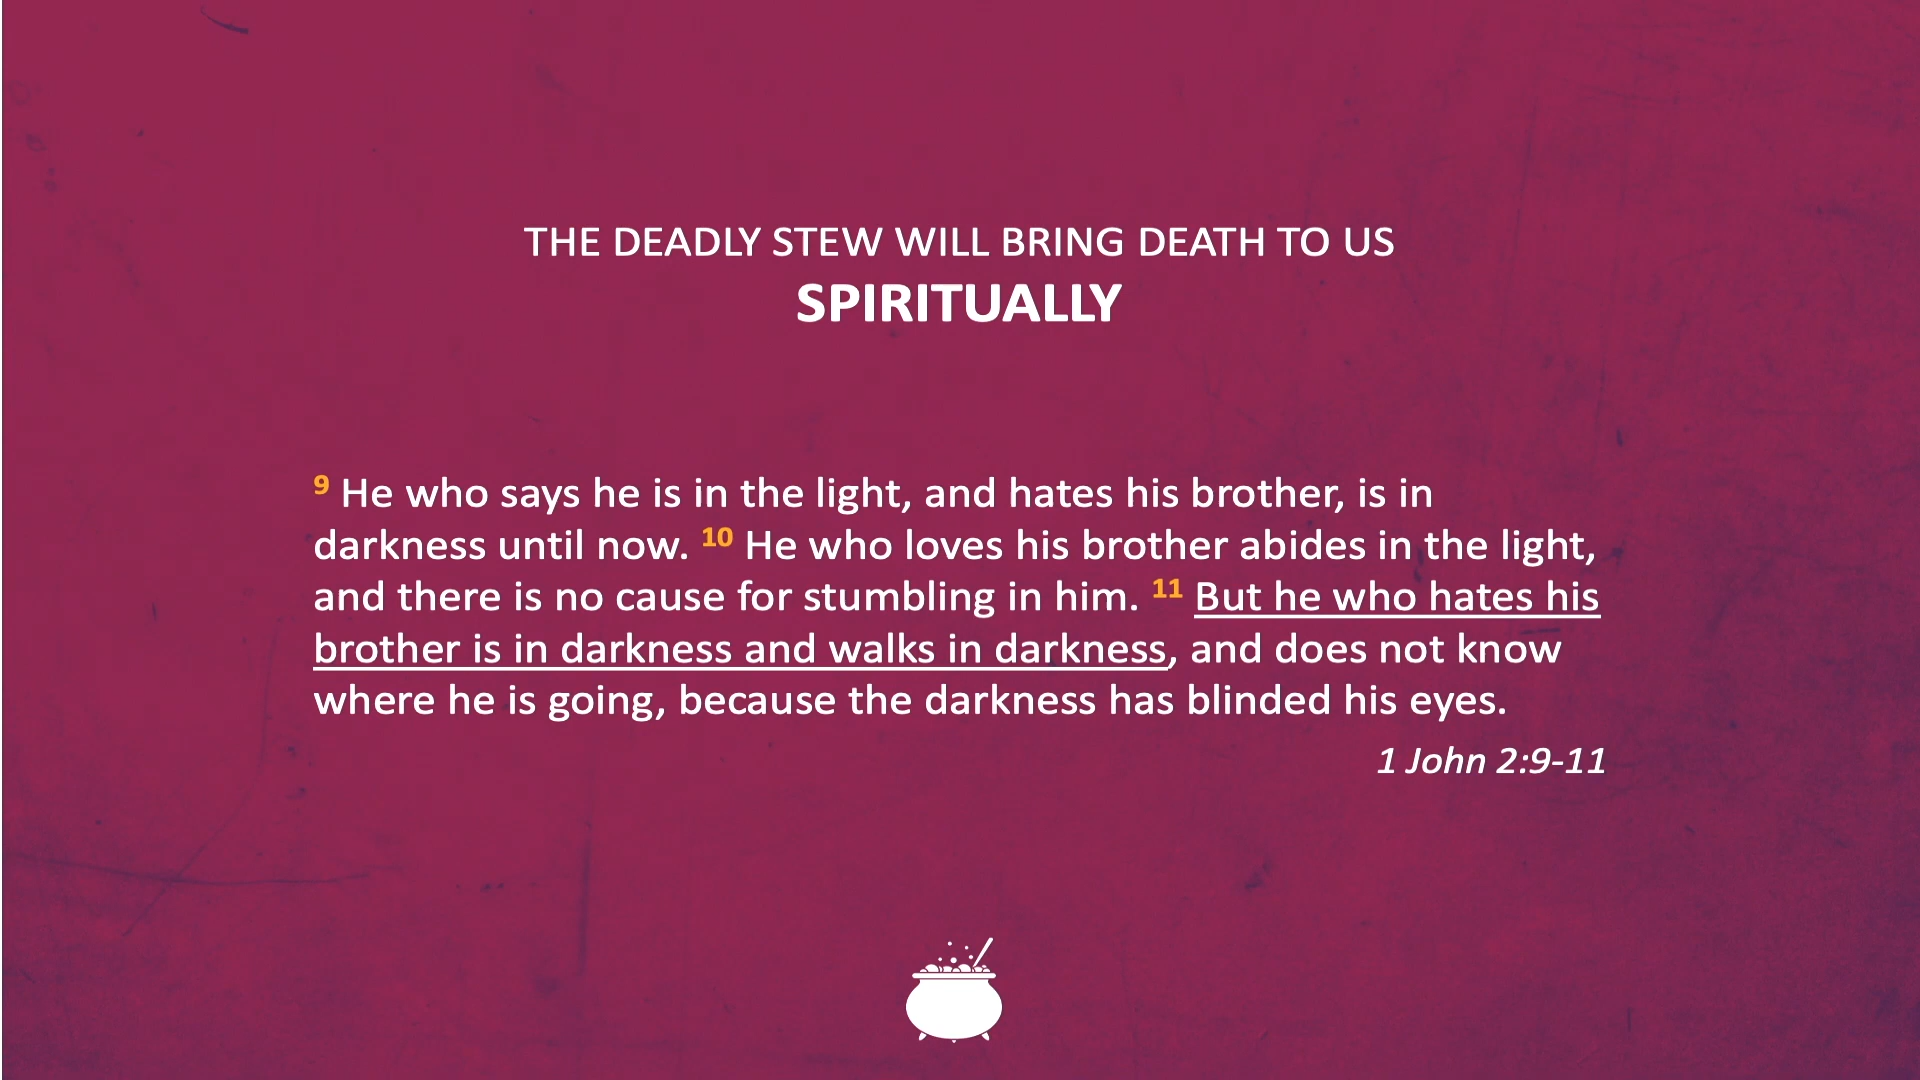 THE DEADLY STEW WILL BRING DEATH TO US
SPIRITUALLY
9 He who says he is in the light, and hates his brother, is in
darkness until now. 10 He who loves his brother abides in the light,
and there is no cause for stumbling in him. 11 But he who hates his
brother is in darkness and walks in darkness, and does not know
where he is going, because the darkness has blinded his eyes.
1 John 2:9-11